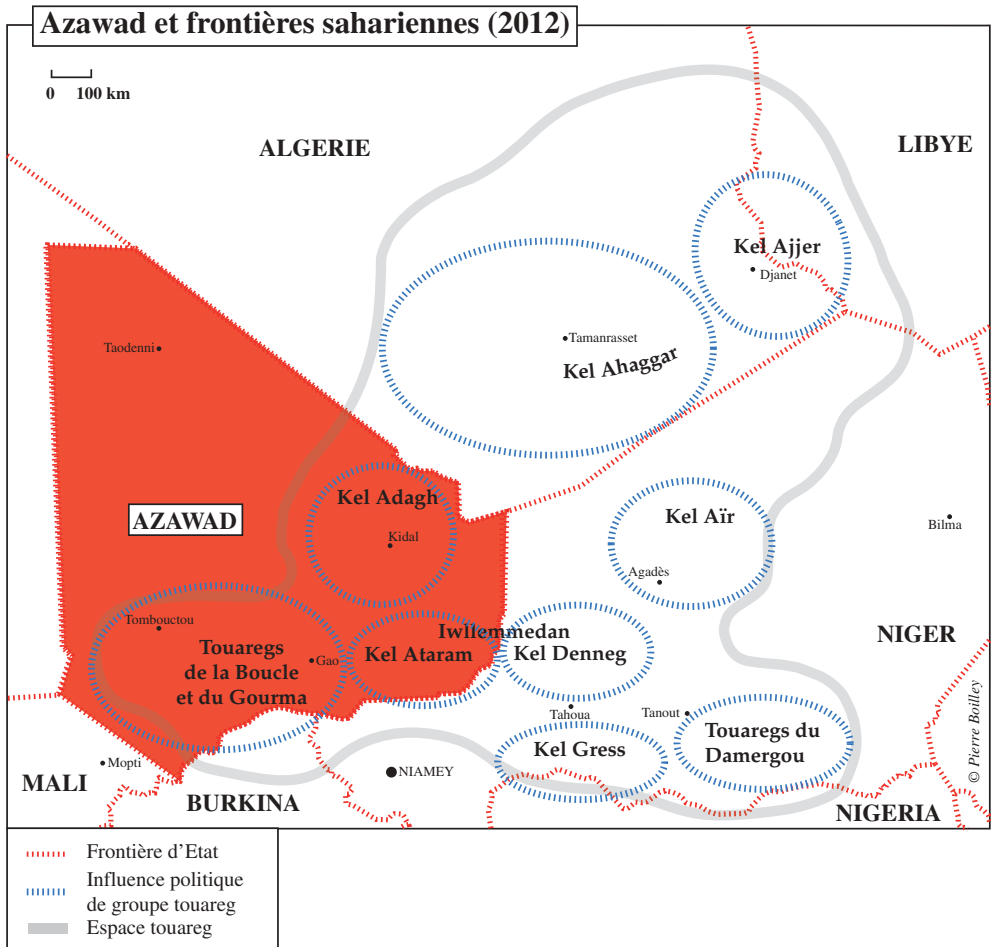 Azawad et frontières sahariennes (2012)
0 100 km
ALGERIE
LIBYE
Kel Ajjer
Djanet
Tamanrasset
Kel Ahaggar
Taodenni
Kel Adagh
Kidal
AZAWAD
Kel Aïr
Agadès
Bilma
Tombouctou
Touaregs
de la Boucle
et du Gourma
Gao
Iwllemmedan
Kel Ataram
Kel Denneg
NIGER
Tahoua
Tanout
Kel Gress
Touaregs du
Damergou
Mopti
NIAMEY
MALI
BURKINA
NIGERIA
© Pierre Boilley
Frontière d'Etat
Influence politique
de groupe touareg
Espace touareg